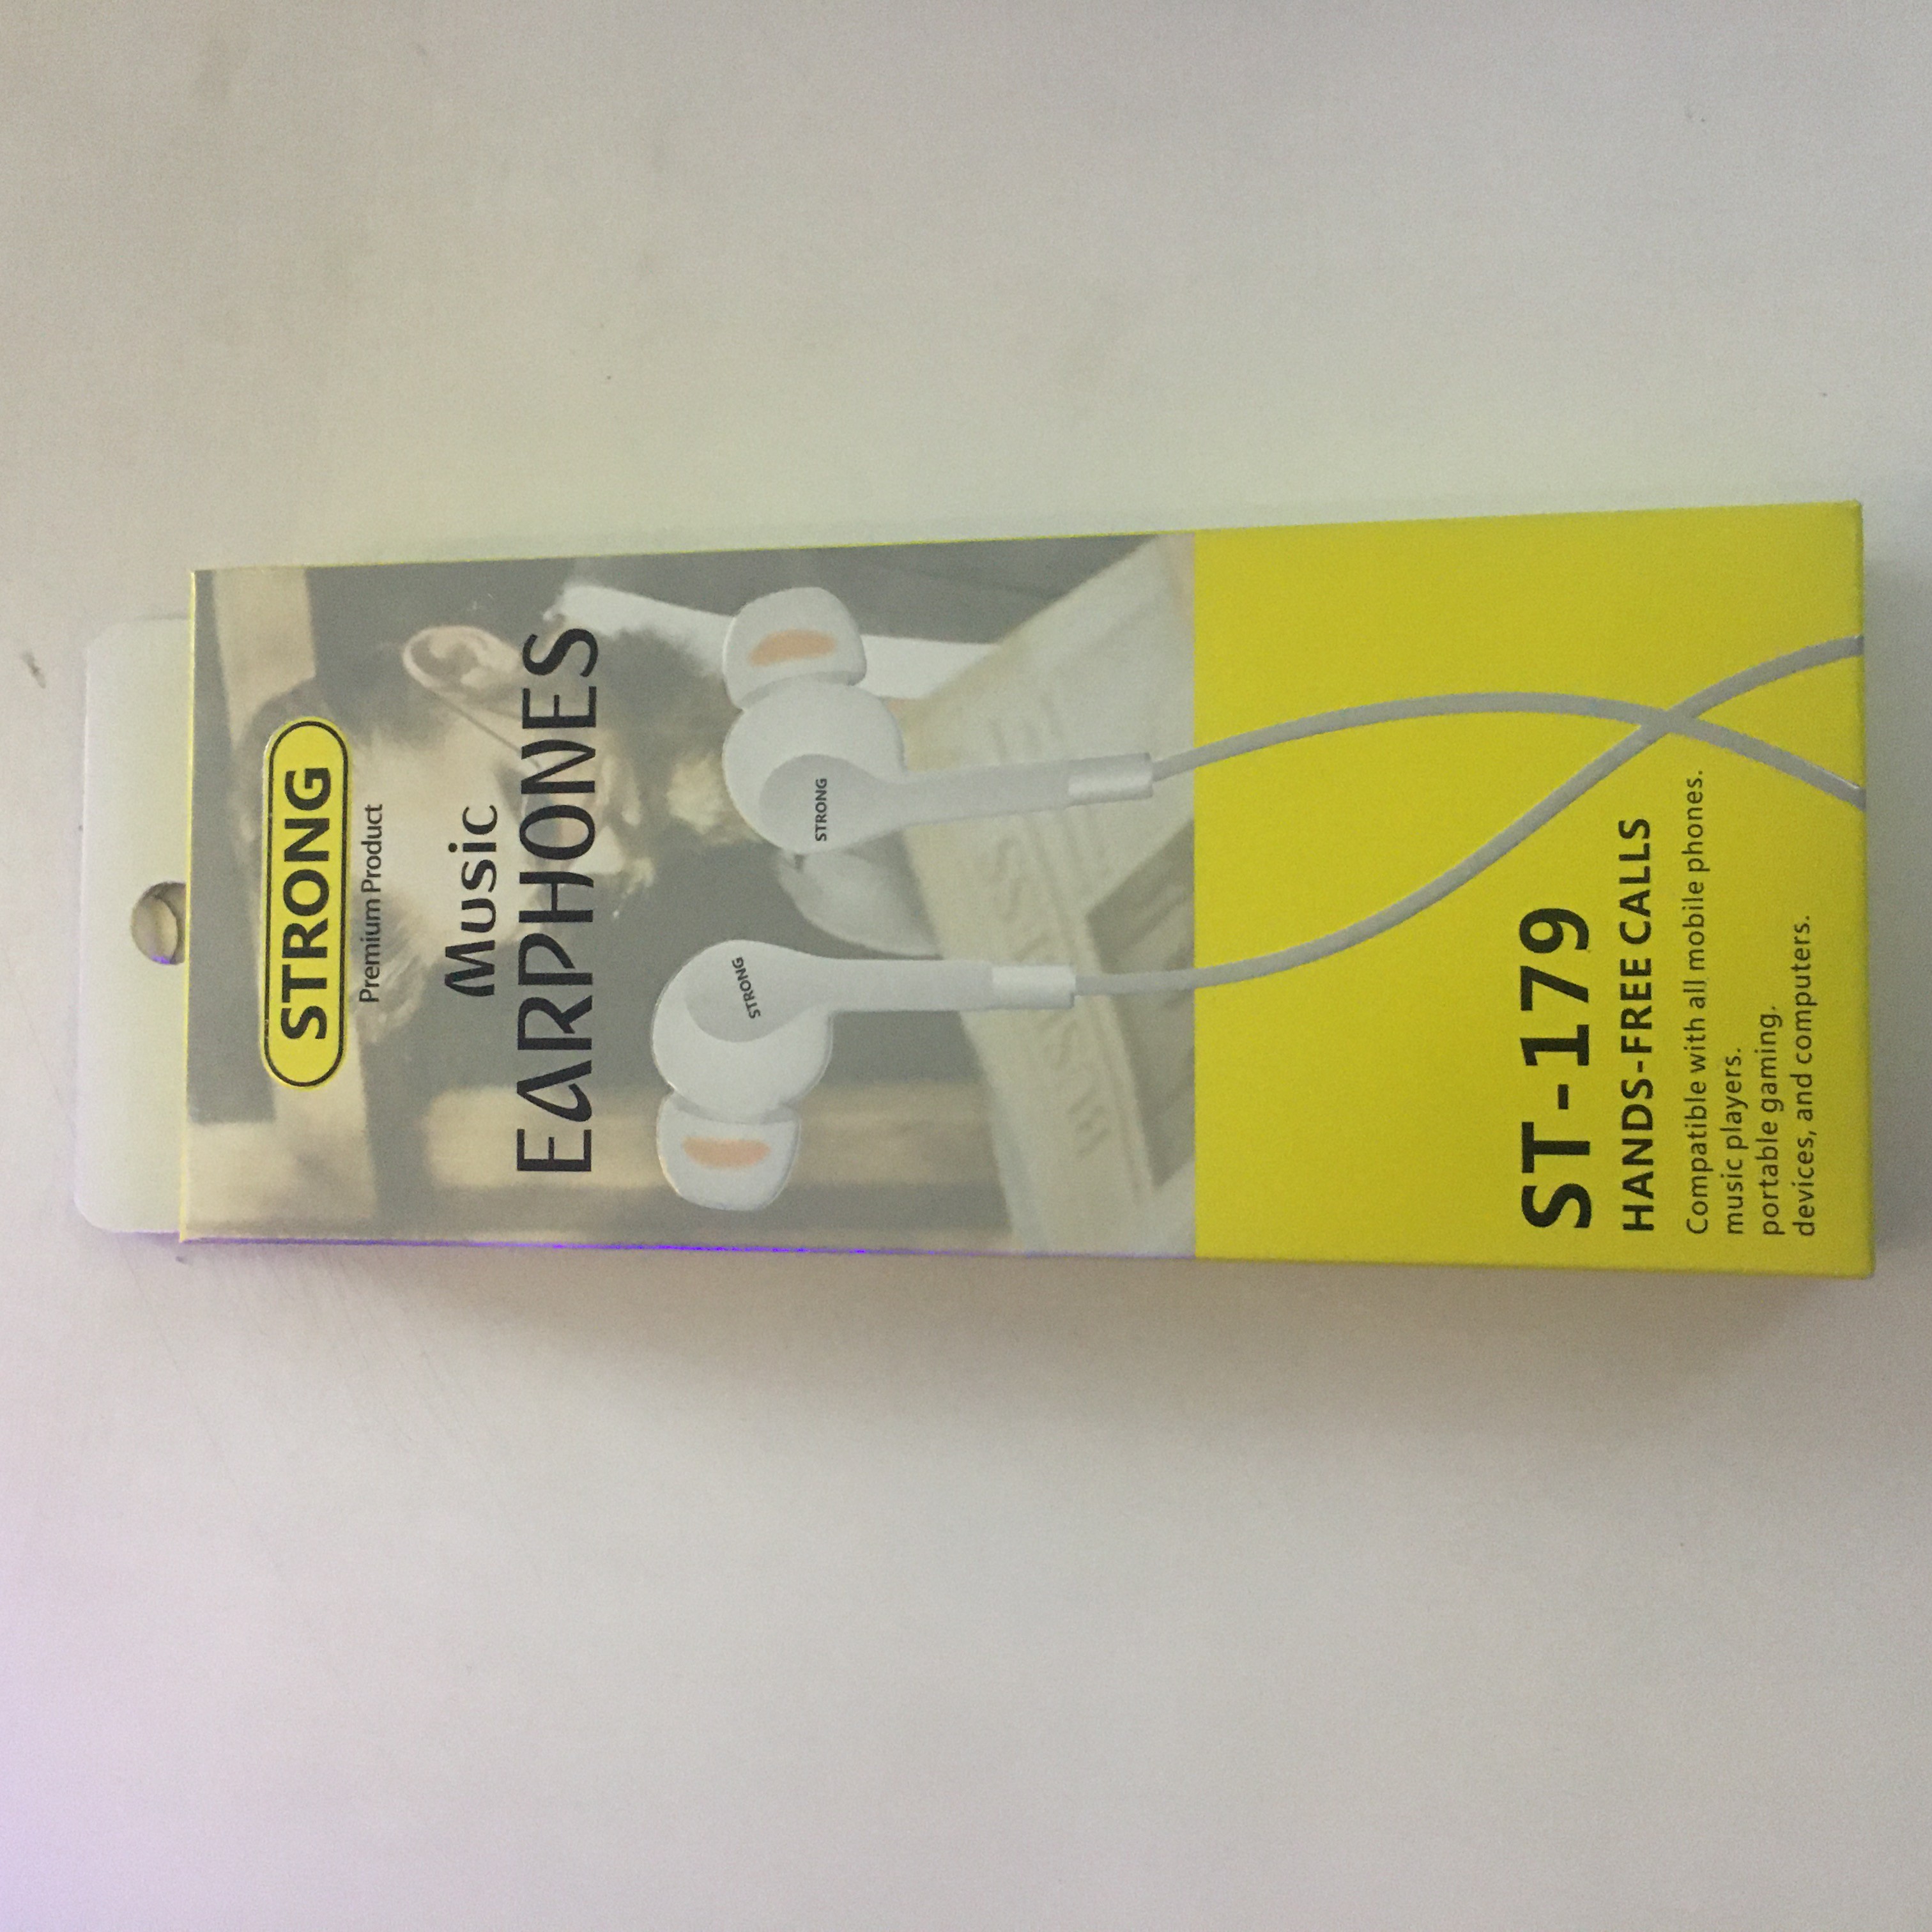 STRONG
Premium Product
Music
EARPHONES
STRONG
STRONG
ST-179
HANDS-FREE CALLS
Compatible with all mobile phones.
music players.
portable gaming.
devices, and computers.